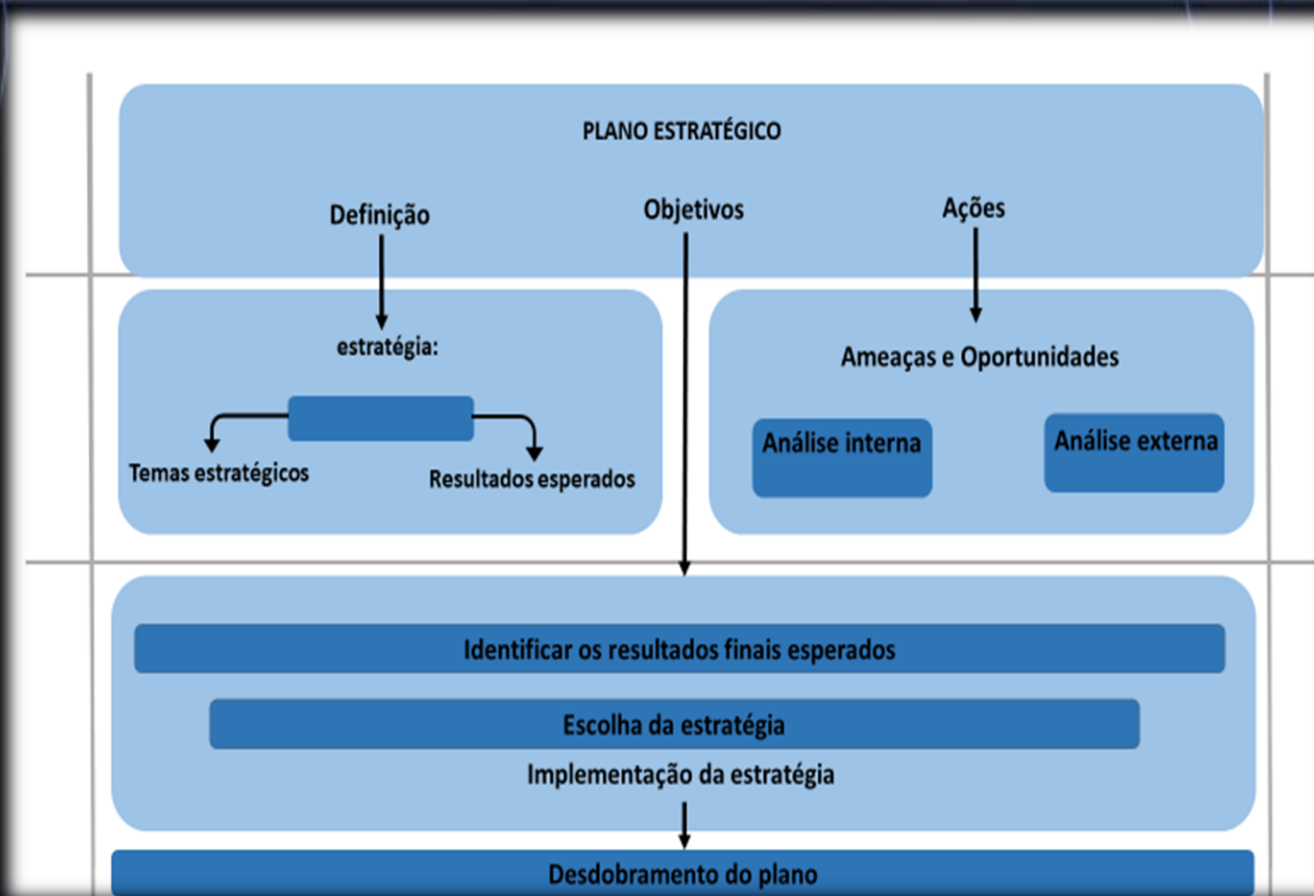 PLANO ESTRATÉGICO
Definição
Objetivos
Ações
estratégia:
Temas estratégicos
Resultados esperados
Ameaças e Oportunidades
Análise interna
Análise externa
Identificar os resultados finais esperados
Escolha da estratégia
Implementação da estratégia
Desdobramento do plano